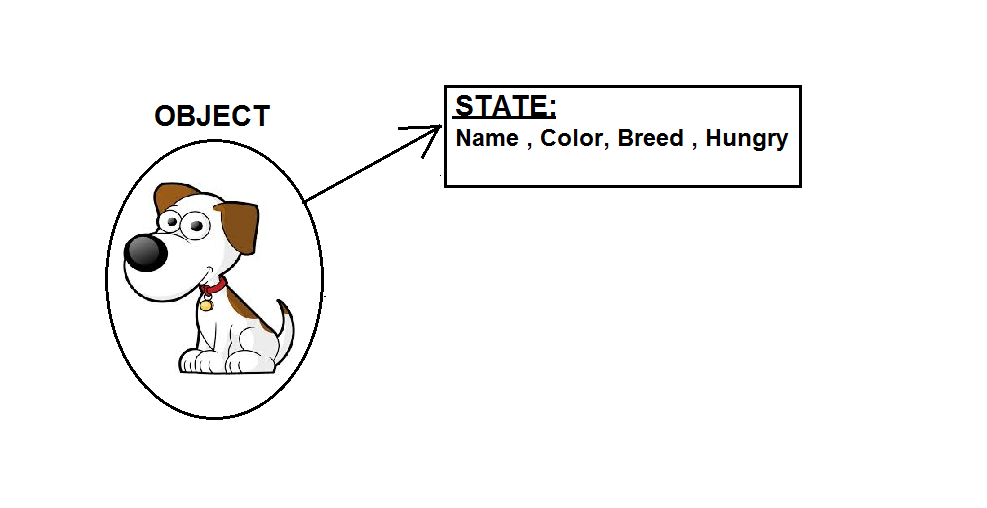 OBJECT
STATE:
Name , Color, Breed , Hungry